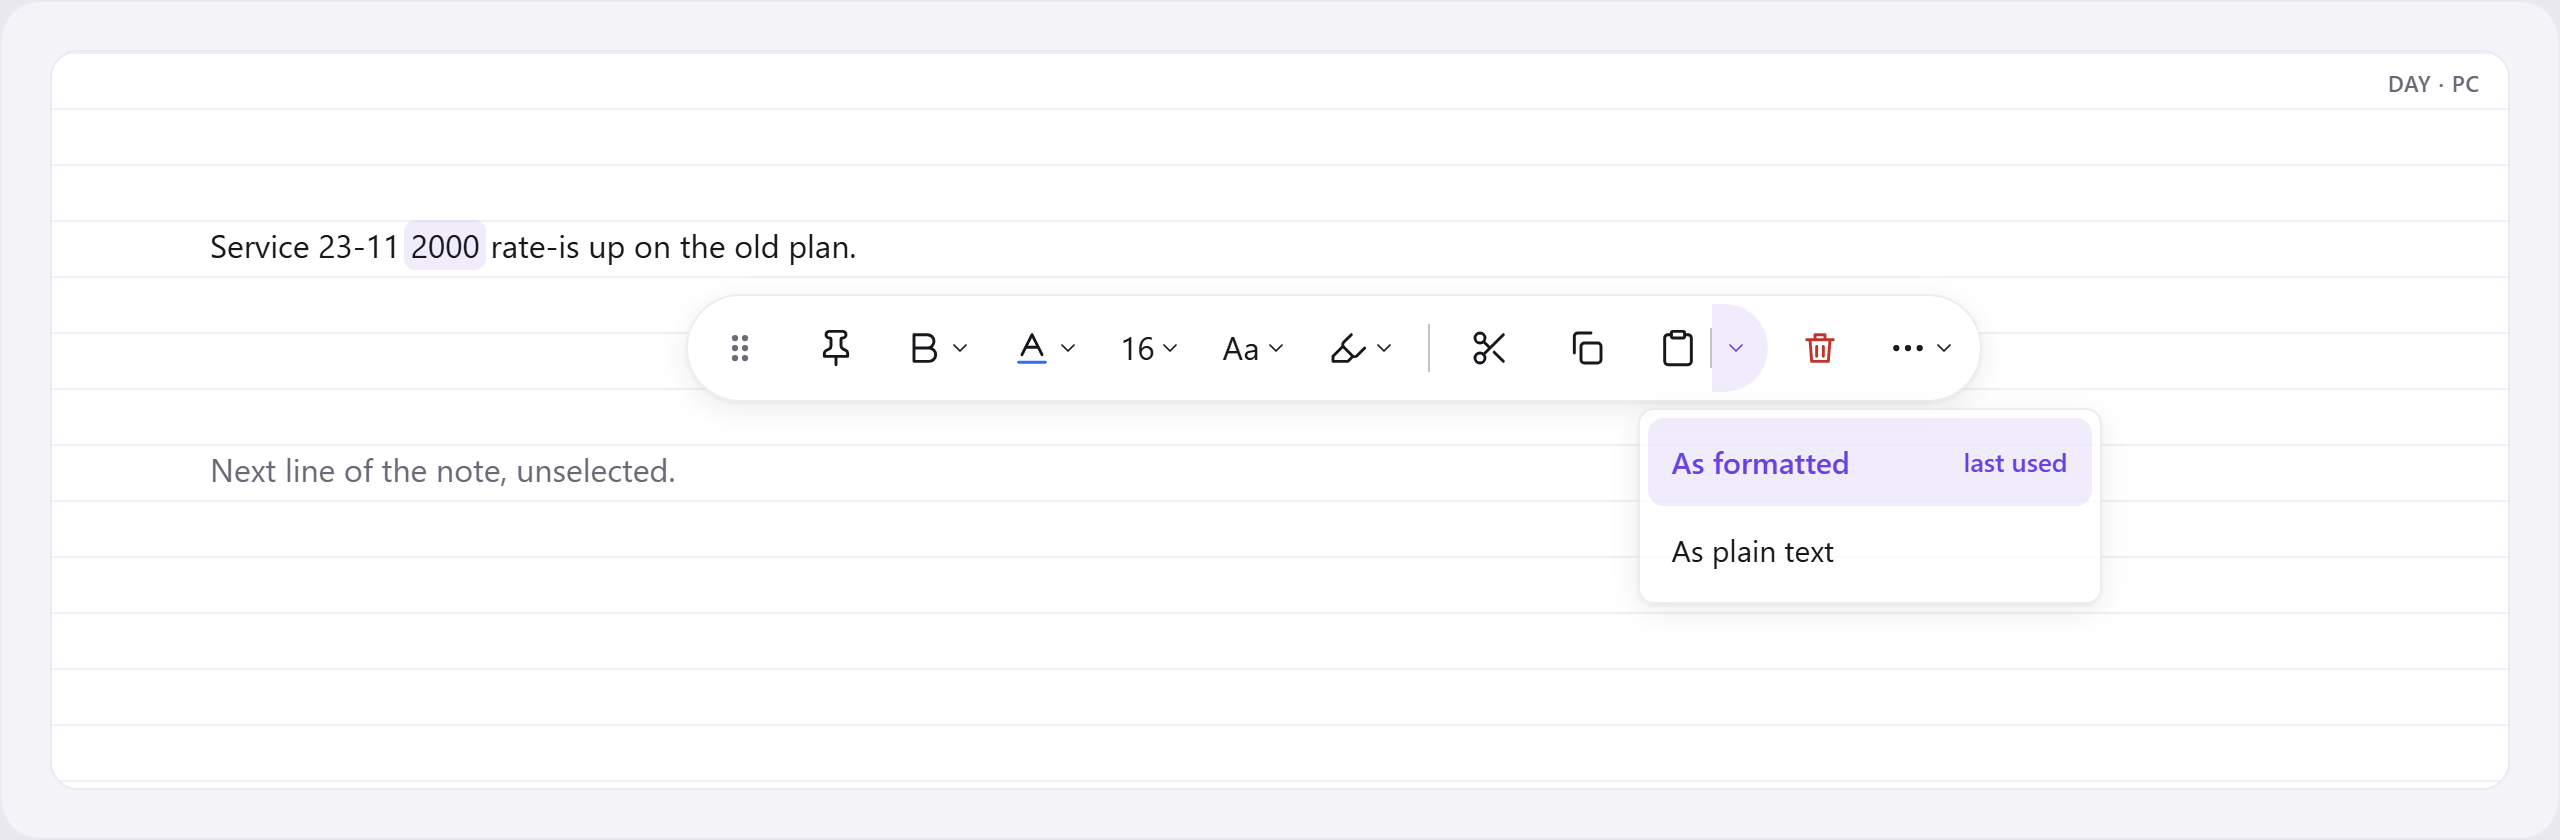 DAY · PC
Service 23-11 2000 rate-is up on the old plan.
16 Aa
Next line of the note, unselected.
As formatted last used
As plain text